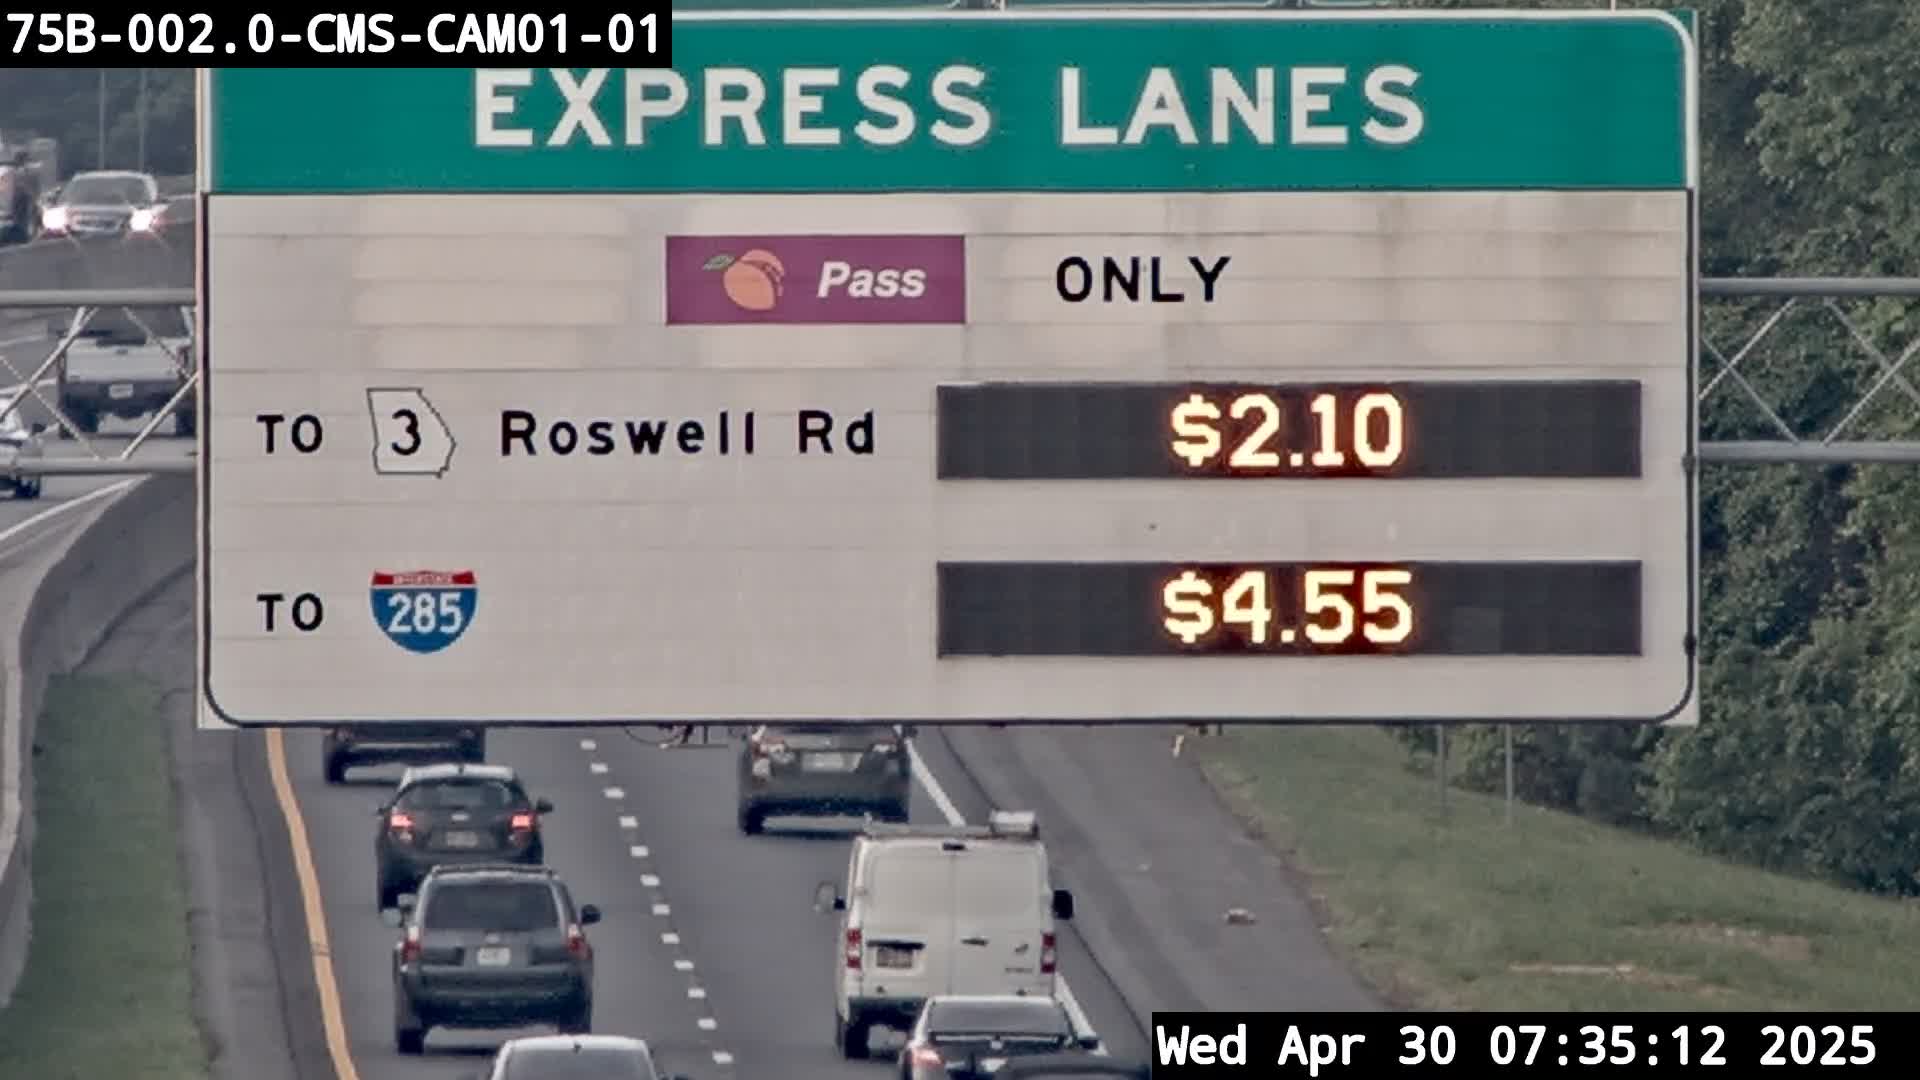 75B-002.0-CMS-CAM01-01
EXPRESS LANES
Pass ONLY
TO 3 Roswell Rd $2.10
TO INTERSTATE 285 $4.55
Wed Apr 30 07:35:12 2025